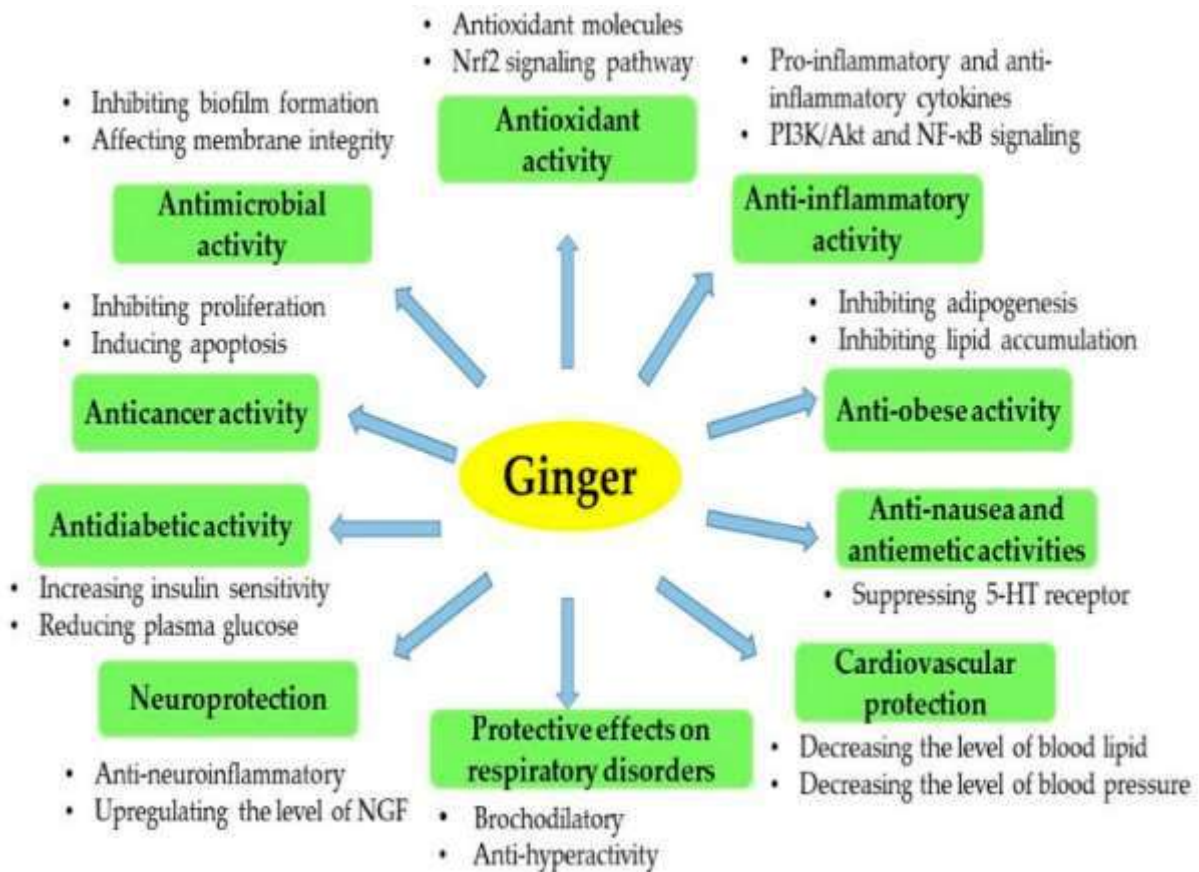 • Antioxidant molecules
• Nrf2 signaling pathway
Antioxidant
activity
• Pro-inflammatory and anti-
inflammatory cytokines
• PI3K/Akt and NF-κB signaling
Anti-inflammatory
activity
• Inhibiting biofilm formation
• Affecting membrane integrity
Antimicrobial
activity
• Inhibiting proliferation
• Inducing apoptosis
Anticancer activity
• Inhibiting adipogenesis
• Inhibiting lipid accumulation
Anti-obese activity
Ginger
Antidiabetic activity
• Increasing insulin sensitivity
• Reducing plasma glucose
Anti-nausea and
antiemetic activities
• Suppressing 5-HT receptor
Neuroprotection
• Anti-neuroinflammatory
• Upregulating the level of NGF
Protective effects on
respiratory disorders
• Brochodilatory
• Anti-hyperactivity
Cardiovascular
protection
• Decreasing the level of blood lipid
• Decreasing the level of blood pressure